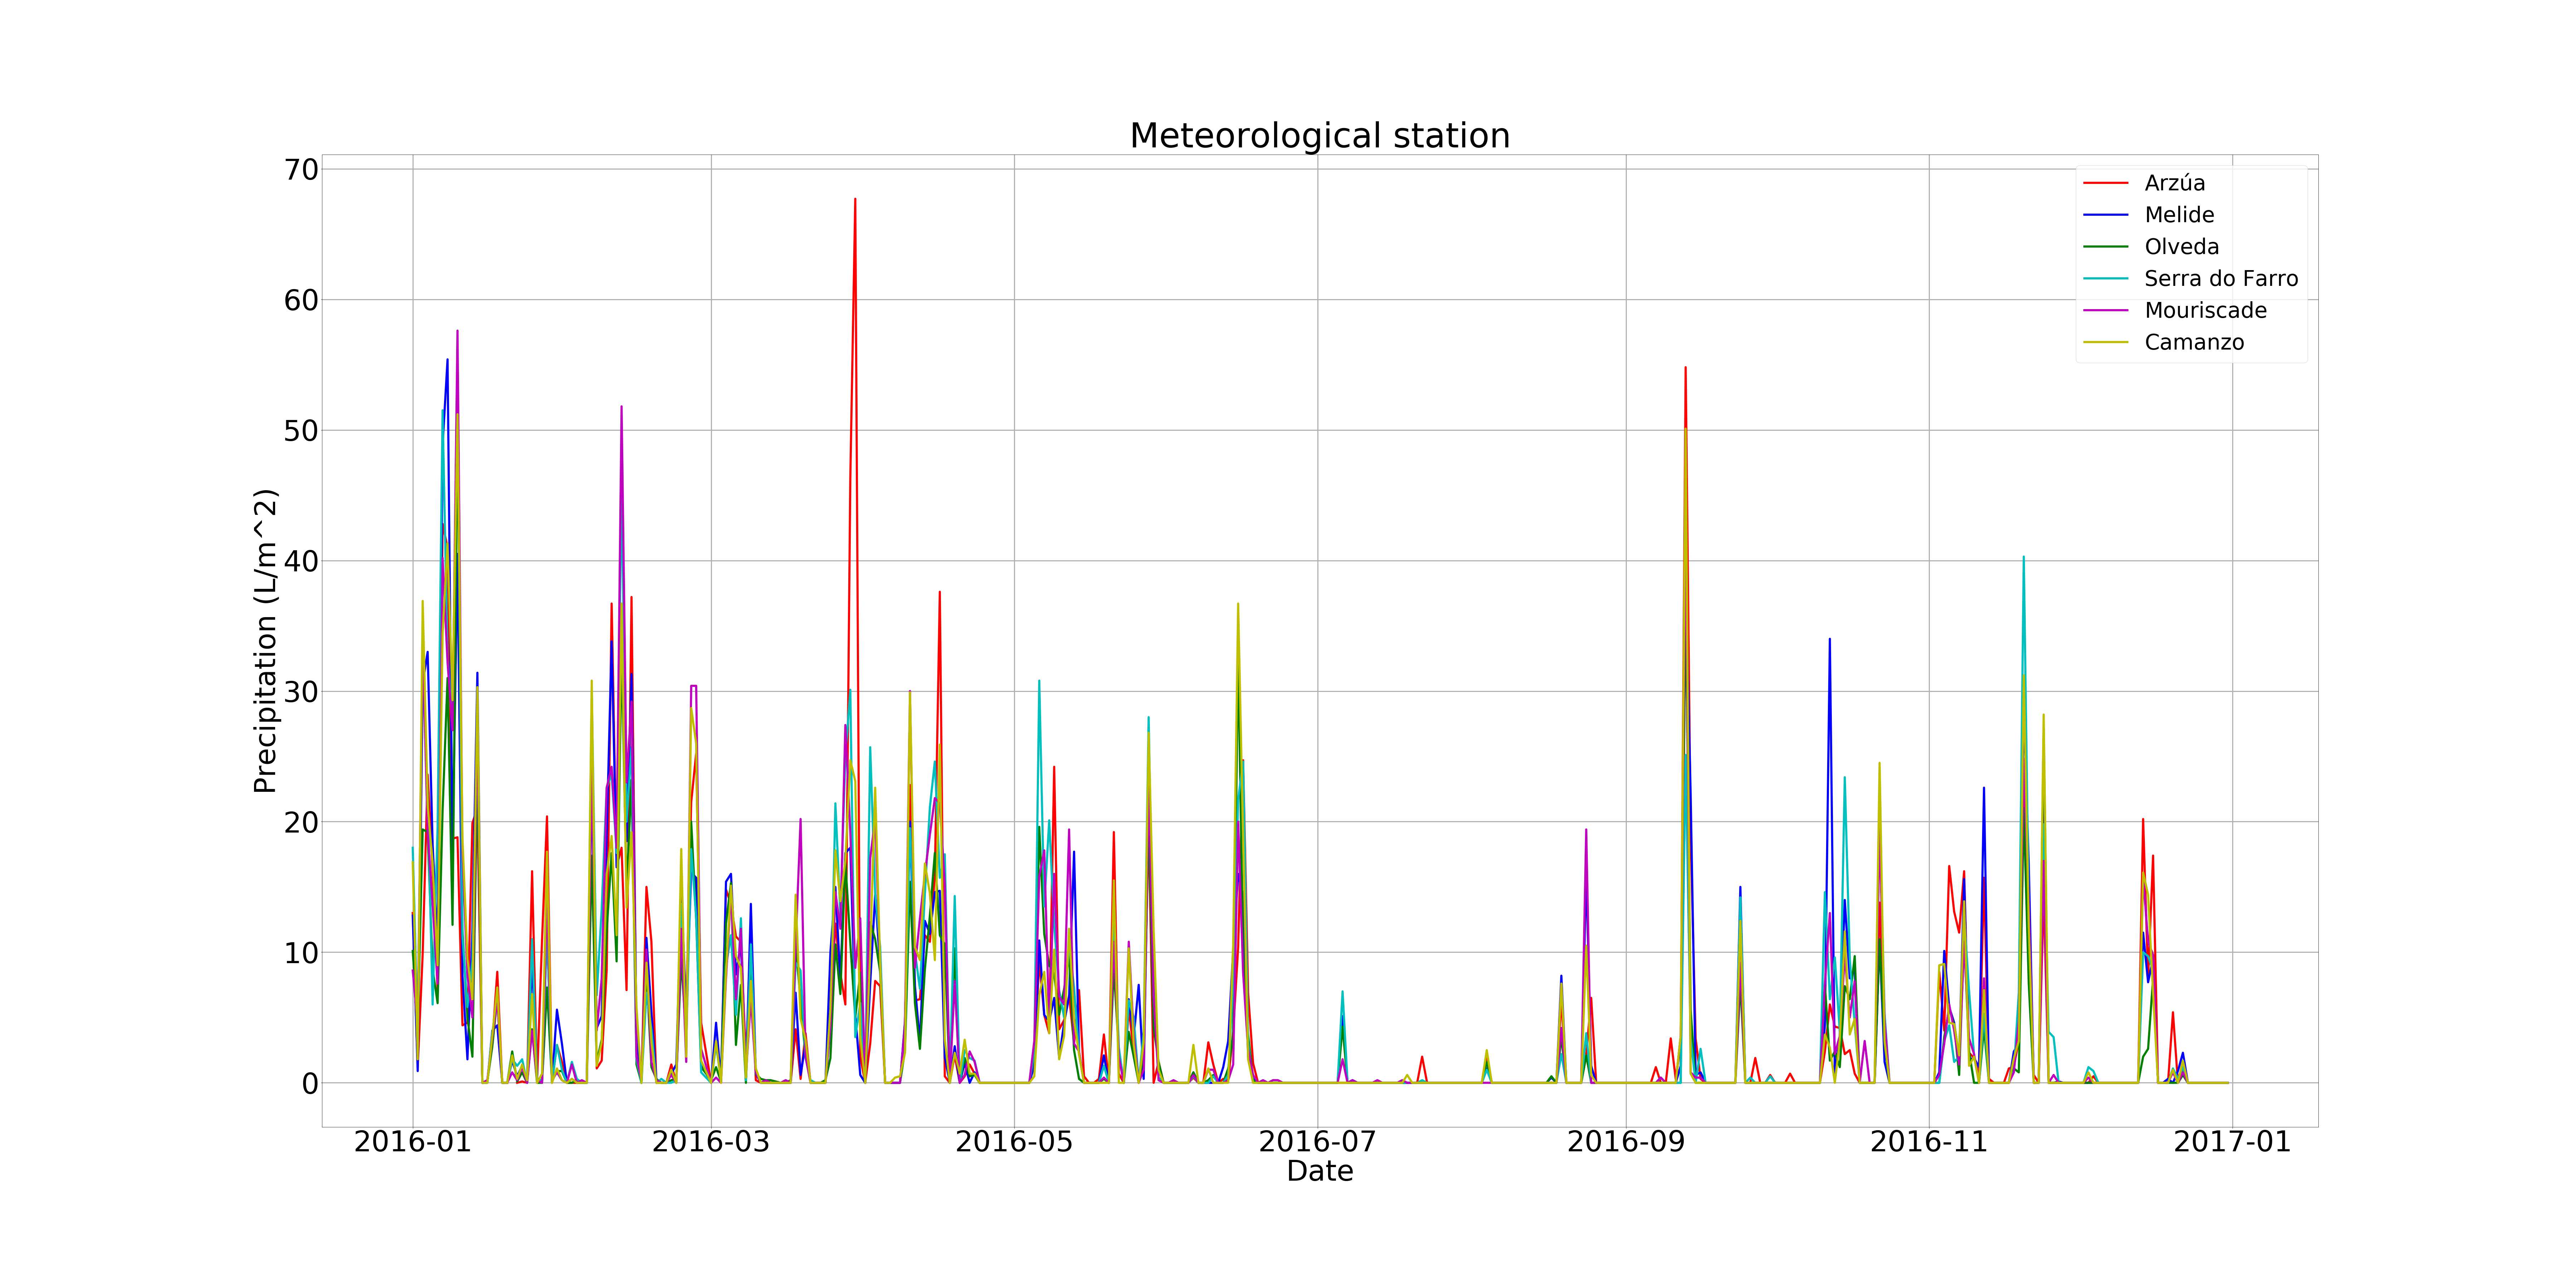 Meteorological station
70
60
50
40
30
20
10
0
Precipitation (L/m^2)
Arzúa
Melide
Olveda
Serra do Farro
Mouriscade
Camanzo
2016-01 2016-03 2016-05 2016-07 2016-09 2016-11 2017-01
Date